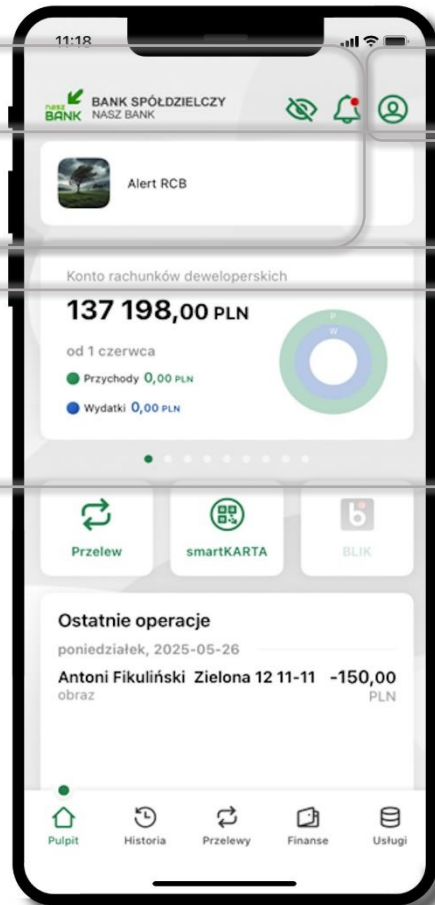 11:18
nasz
BANK
BANK SPÓŁDZIELCZY
NASZ BANK
Alert RCB
Konto rachunków deweloperskich
137 198,00 PLN
od 1 czerwca
Przychody 0,00 PLN
Wydatki 0,00 PLN
P
W
Przelew
smartKARTA
BLIK
Ostatnie operacje
poniedziałek, 2025-05-26
Antoni Fikuliński Zielona 12 11-11 -150,00
obraz PLN
Pulpit Historia Przelewy Finanse Usługi